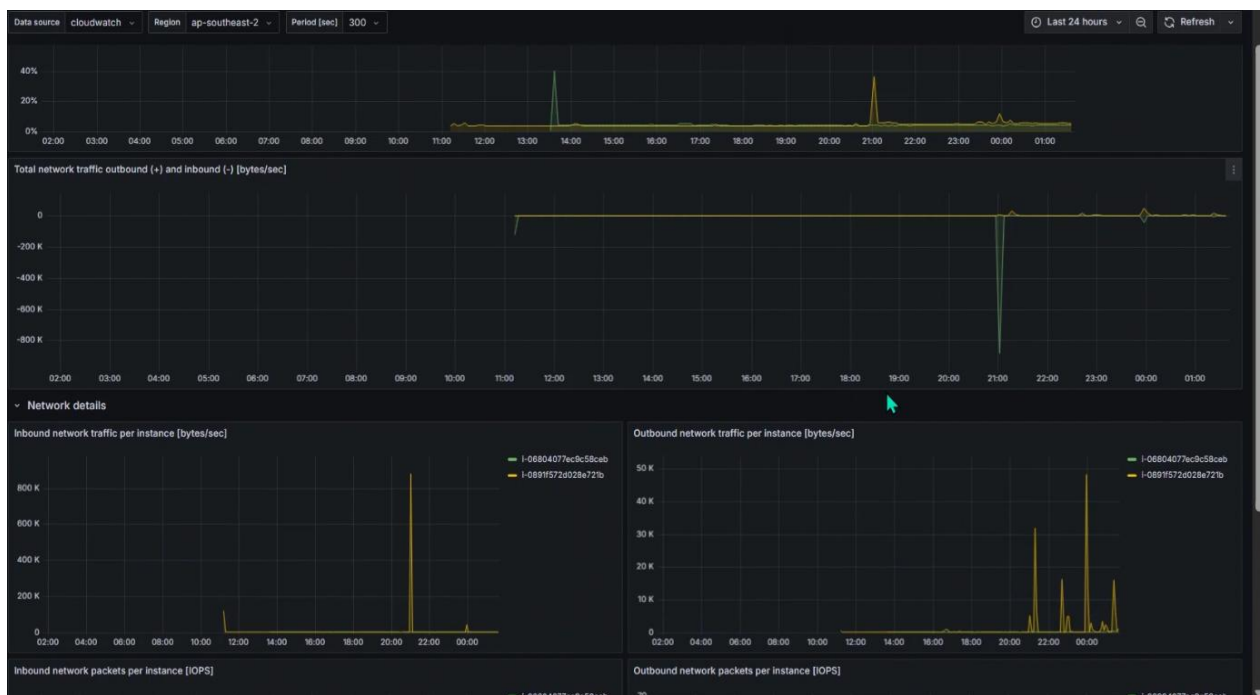 Data source cloudwatch Region ap-southeast-2 Period [sec] 300 Last 24 hours Refresh
40%
20%
0%
02:00 03:00 04:00 05:00 06:00 07:00 08:00 09:00 10:00 11:00 12:00 13:00 14:00 15:00 16:00 17:00 18:00 19:00 20:00 21:00 22:00 23:00 00:00 01:00
Total network traffic outbound (+) and inbound (-) [bytes/sec]
0
-200 K
-400 K
-600 K
-800 K
02:00 03:00 04:00 05:00 06:00 07:00 08:00 09:00 10:00 11:00 12:00 13:00 14:00 15:00 16:00 17:00 18:00 19:00 20:00 21:00 22:00 23:00 00:00 01:00
Network details
Inbound network traffic per instance [bytes/sec]
800 K
600 K
400 K
200 K
0
02:00 04:00 06:00 08:00 10:00 12:00 14:00 16:00 18:00 20:00 22:00 00:00
i-06804077ec9c58ceb
i-0891f572d028e721b
Outbound network traffic per instance [bytes/sec]
50 K
40 K
30 K
20 K
10 K
0
02:00 04:00 06:00 08:00 10:00 12:00 14:00 16:00 18:00 20:00 22:00 00:00
i-06804077ec9c58ceb
i-0891f572d028e721b
Inbound network packets per instance [IOPS]
Outbound network packets per instance [IOPS]